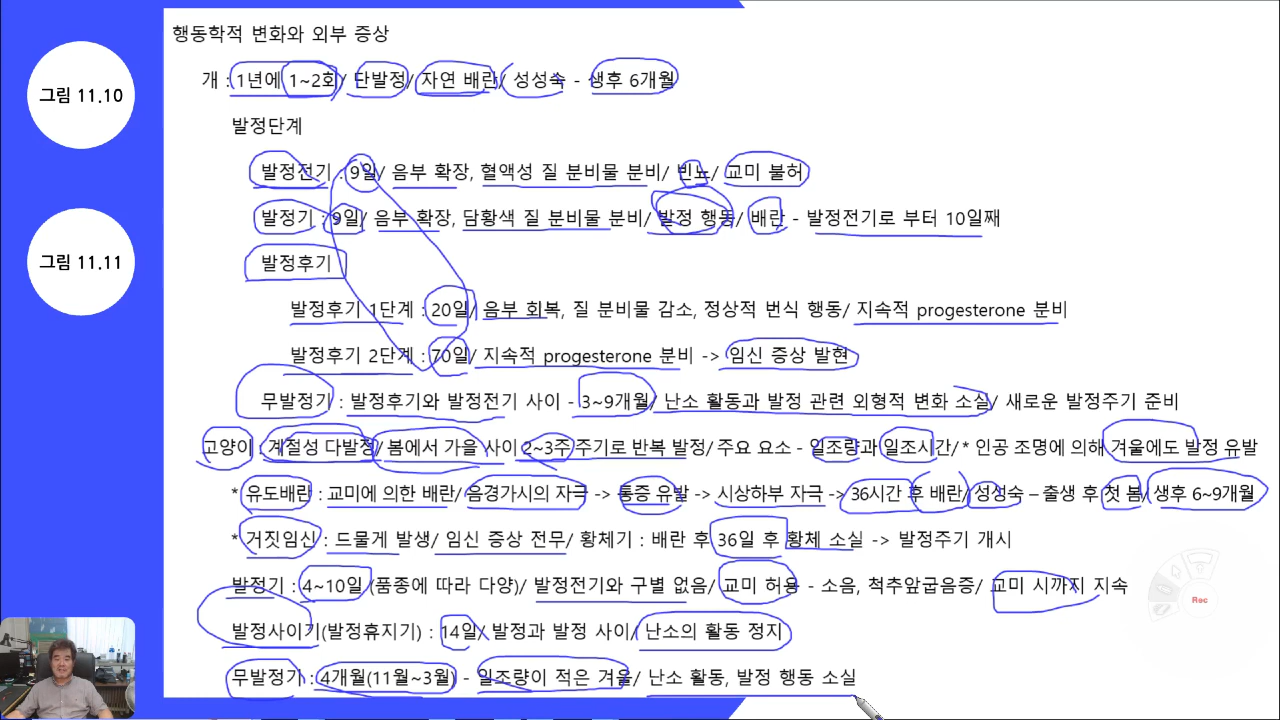 그림 11.10
그림 11.11
행동학적 변화와 외부 증상
개 : 1년에 1~2회/ 단발정/ 자연 배란/ 성성숙 - 생후 6개월
발정단계
발정전기 : 9일/ 음부 확장, 혈액성 질 분비물 분비/ 빈뇨/ 교미 불허
발정기 : 9일/ 음부 확장, 담황색 질 분비물 분비/ 발정 행동/ 배란 - 발정전기로 부터 10일째
발정후기
발정후기 1단계 : 20일/ 음부 회복, 질 분비물 감소, 정상적 번식 행동/ 지속적 progesterone 분비
발정후기 2단계 : 70일/ 지속적 progesterone 분비 -> 임신 증상 발현
무발정기 : 발정후기와 발정전기 사이 - 3~9개월/ 난소 활동과 발정 관련 외형적 변화 소실/ 새로운 발정주기 준비
고양이 : 계절성 다발정/ 봄에서 가을 사이 2~3주 주기로 반복 발정/ 주요 요소 - 일조량과 일조시간/ * 인공 조명에 의해 겨울에도 발정 유발
* 유도배란 : 교미에 의한 배란/ 음경가시의 자극 -> 통증 유발 -> 시상하부 자극 -> 36시간 후 배란/ 성성숙 – 출생 후 첫 봄/ 생후 6~9개월
* 거짓임신 : 드물게 발생/ 임신 증상 전무/ 황체기 : 배란 후 36일 후 황체 소실 -> 발정주기 개시
발정기 : 4~10일 (품종에 따라 다양)/ 발정전기와 구별 없음/ 교미 허용 - 소음, 척추앞굽음증/ 교미 시까지 지속
발정사이기(발정휴지기) : 14일/ 발정과 발정 사이/ 난소의 활동 정지
무발정기 : 4개월(11월~3월) - 일조량이 적은 겨울/ 난소 활동, 발정 행동 소실
Rec